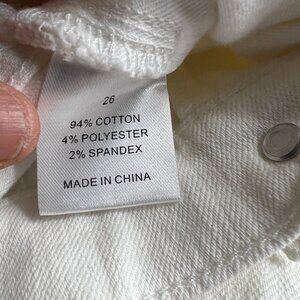 26
94% COTTON
4% POLYESTER
2% SPANDEX
MADE IN CHINA